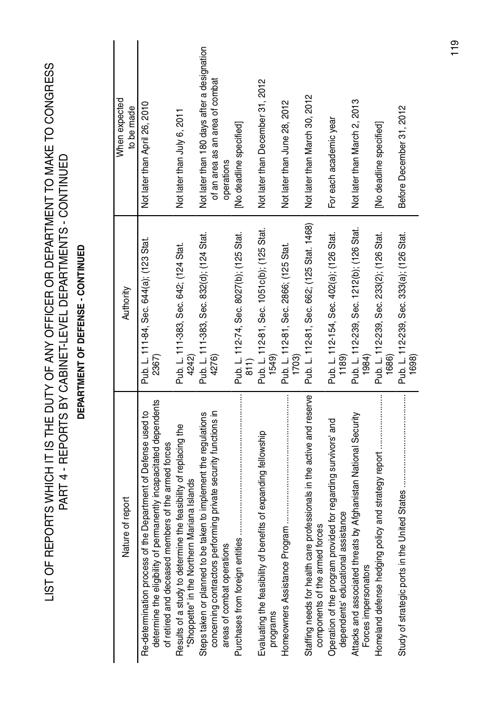 LIST OF REPORTS WHICH IT IS THE DUTY OF ANY OFFICER OR DEPARTMENT TO MAKE TO CONGRESS
PART 4 - REPORTS BY CABINET-LEVEL DEPARTMENTS - CONTINUED
DEPARTMENT OF DEFENSE - CONTINUED
Nature of report Authority When expected
to be made
Re-determination process of the Department of Defense used to Pub. L. 111-84, Sec. 644(a); (123 Stat. Not later than April 26, 2010
determine the eligibility of permanently incapacitated dependents 2367)
of retired and deceased members of the armed forces
Results of a study to determine the feasibility of replacing the Pub. L. 111-383, Sec. 642; (124 Stat. Not later than July 6, 2011
"Shoppette" in the Northern Mariana Islands 4242)
Steps taken or planned to be taken to implement the regulations Pub. L. 111-383, Sec. 832(d); (124 Stat. Not later than 180 days after a designation
concerning contractors performing private security functions in 4276) of an area as an area of combat
areas of combat operations operations
Purchases from foreign entities Pub. L. 112-74, Sec. 8027(b); (125 Stat. [No deadline specified]
811)
Evaluating the feasibility of benefits of expanding fellowship Pub. L. 112-81, Sec. 1051c(b); (125 Stat. Not later than December 31, 2012
programs 1549)
Homeowners Assistance Program Pub. L. 112-81, Sec. 2866; (125 Stat. Not later than June 28, 2012
1703)
Staffing needs for health care professionals in the active and reserve Pub. L. 112-81, Sec. 662; (125 Stat. 1468) Not later than March 30, 2012
components of the armed forces
Operation of the program provided for regarding survivors' and Pub. L. 112-154, Sec. 402(a); (126 Stat. For each academic year
dependents' educational assistance 1189)
Attacks and associated threats by Afghanistan National Security Pub. L. 112-239, Sec. 1212(b); (126 Stat. Not later than March 2, 2013
Forces impersonators 1984)
Homeland defense hedging policy and strategy report Pub. L. 112-239, Sec. 233(2); (126 Stat. [No deadline specified]
1686)
Study of strategic ports in the United States Pub. L. 112-239, Sec. 333(a); (126 Stat. Before December 31, 2012
1698)
119